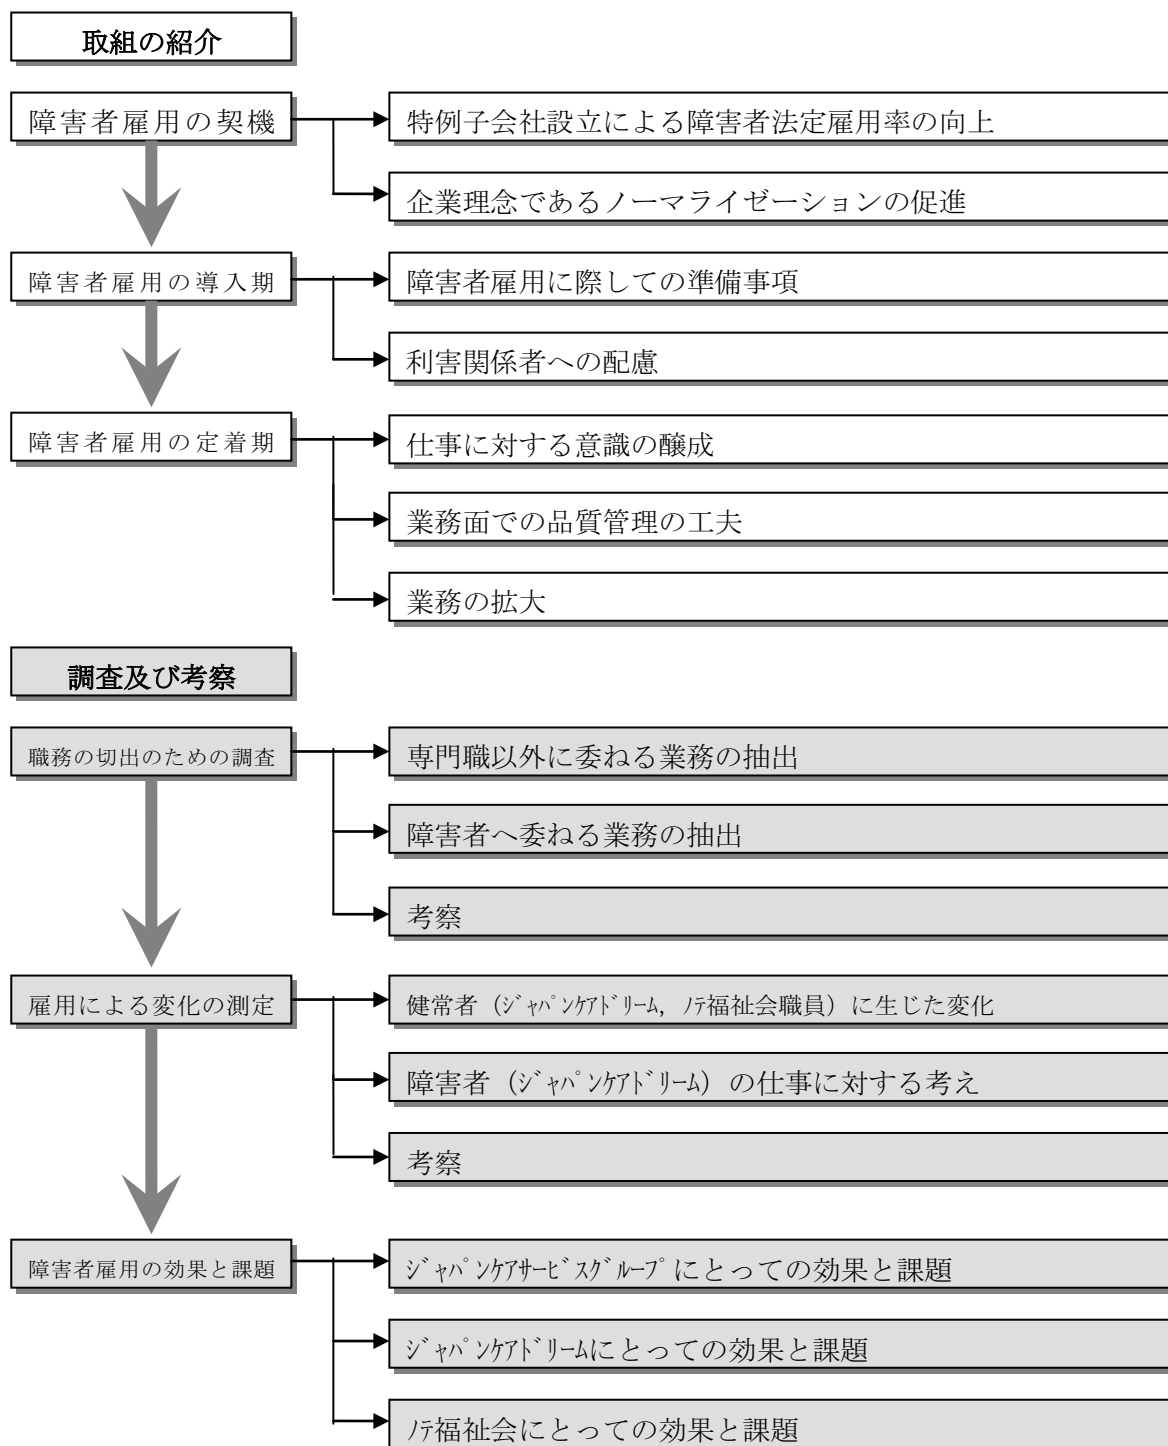 取組の紹介
障害者雇用の契機
特例子会社設立による障害者法定雇用率の向上
企業理念であるノーマライゼーションの促進
障害者雇用の導入期
障害者雇用に際しての準備事項
利害関係者への配慮
障害者雇用の定着期
仕事に対する意識の醸成
業務面での品質管理の工夫
業務の拡大
調査及び考察
職務の切出のための調査
専門職以外に委ねる業務の抽出
障害者へ委ねる業務の抽出
考察
雇用による変化の測定
健常者（ｼﾞｬﾊﾟﾝｹｱﾄﾞﾘｰﾑ，ﾉﾃ福祉会職員）に生じた変化
障害者（ｼﾞｬﾊﾟﾝｹｱﾄﾞﾘｰﾑ）の仕事に対する考え
考察
障害者雇用の効果と課題
ｼﾞｬﾊﾟﾝｹｱｻｰﾋﾞｽｸﾞﾙｰﾌﾟにとっての効果と課題
ｼﾞｬﾊﾟﾝｹｱﾄﾞﾘｰﾑにとっての効果と課題
ﾉﾃ福祉会にとっての効果と課題